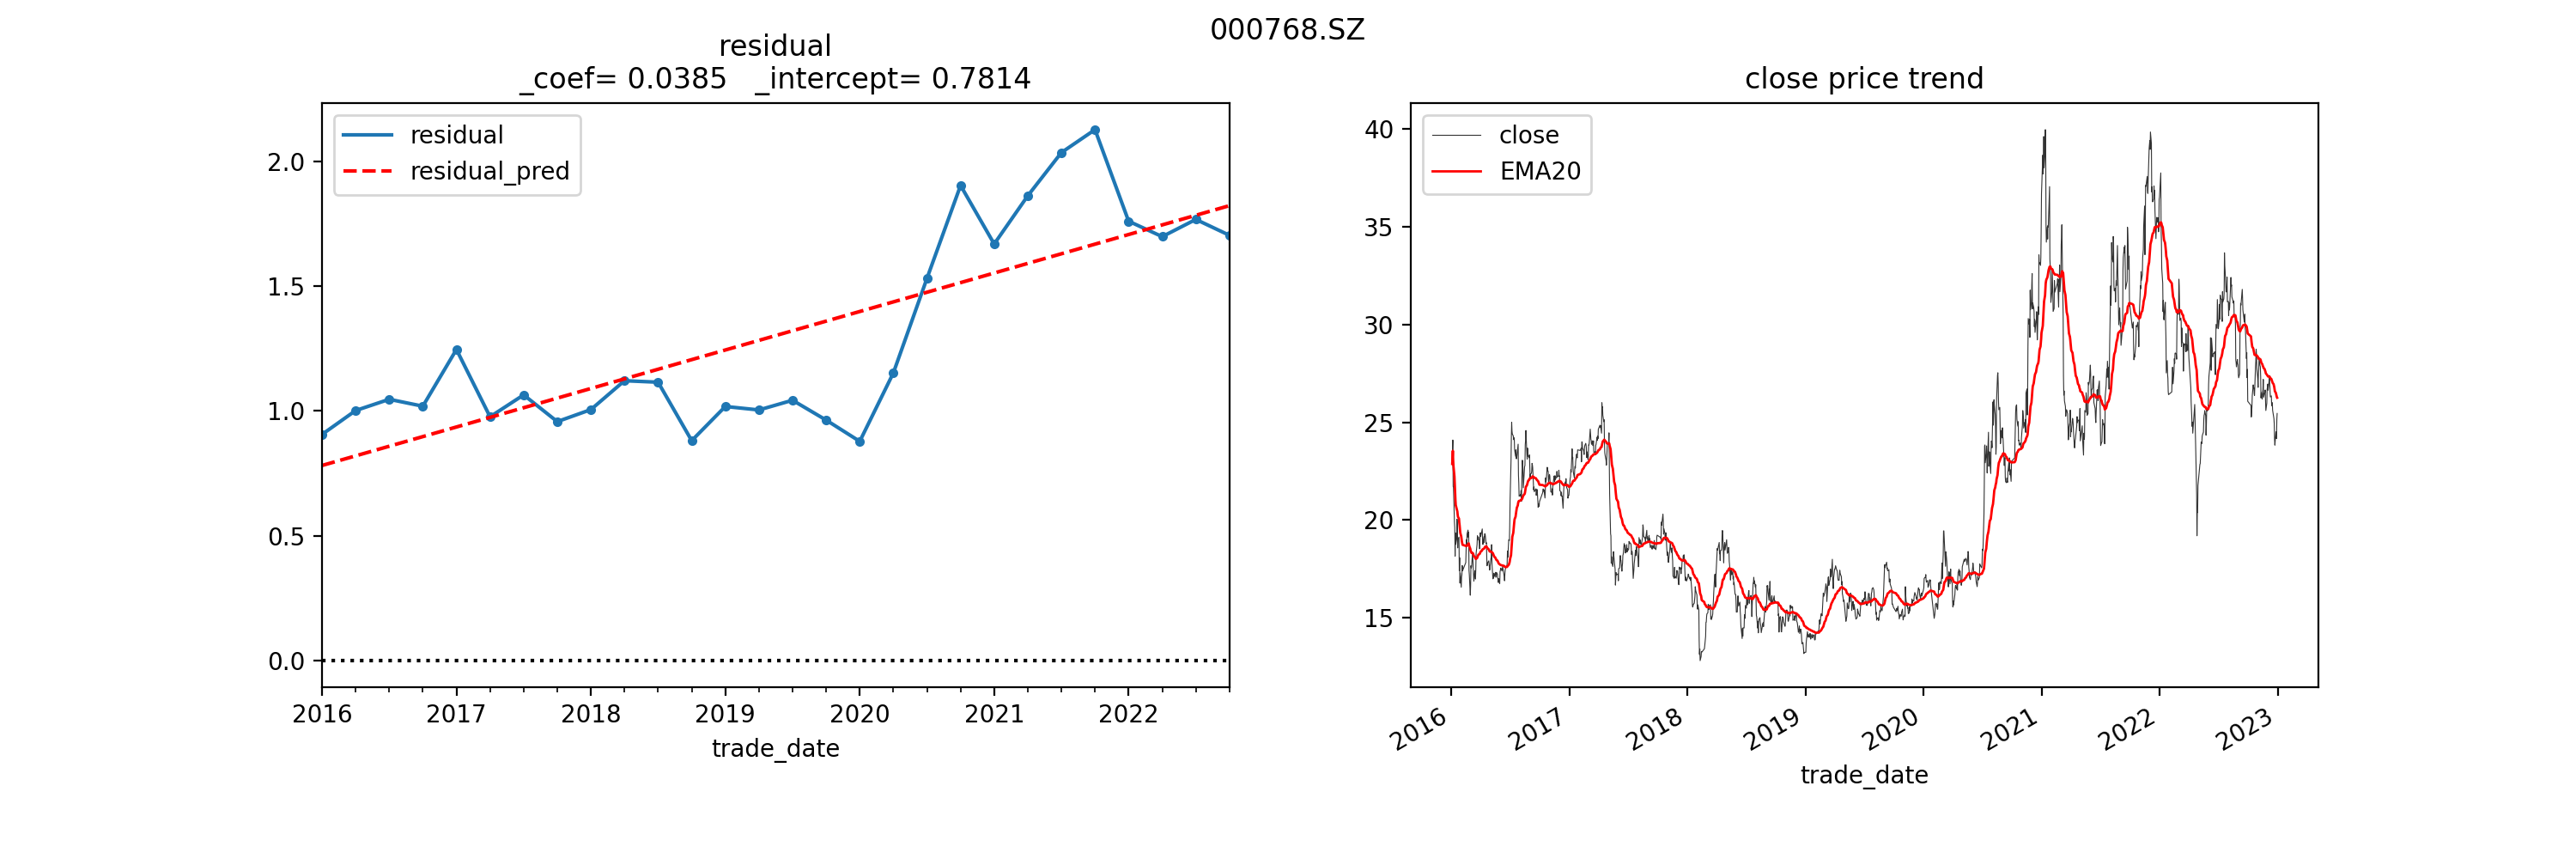 000768.SZ
residual
_coef= 0.0385   _intercept= 0.7814
residual
residual_pred
2.0
1.5
1.0
0.5
0.0
2016 2017 2018 2019 2020 2021 2022
trade_date
close price trend
close
EMA20
40
35
30
25
20
15
2016 2017 2018 2019 2020 2021 2022 2023
trade_date